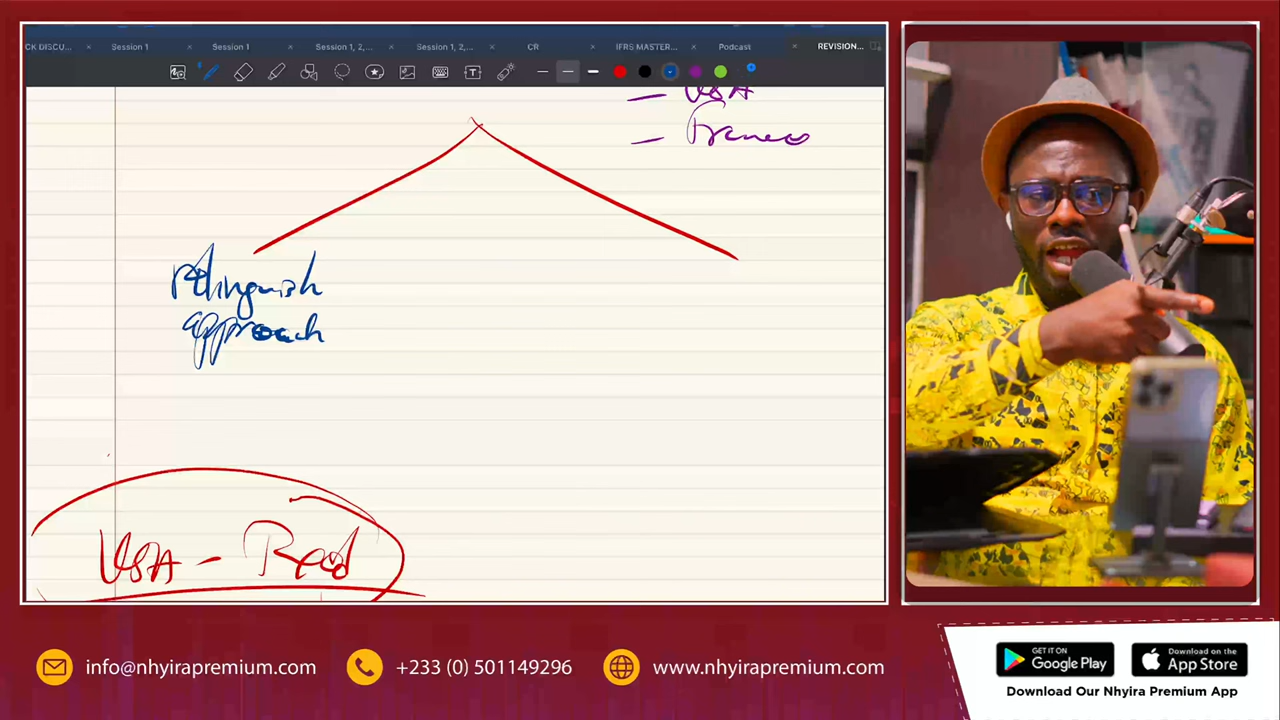 CK DISCU... × Session 1 × Session 1 × Session 1, 2,... × Session 1, 2,... × CR × IFRS MASTER... × Podcast × REVISION...
T
— USA
— France
relinquish
approach
USA - Read
info@nhyirapremium.com +233 (0) 501149296 www.nhyirapremium.com
GET IT ON
Google Play
Download on the
App Store
Download Our Nhyira Premium App